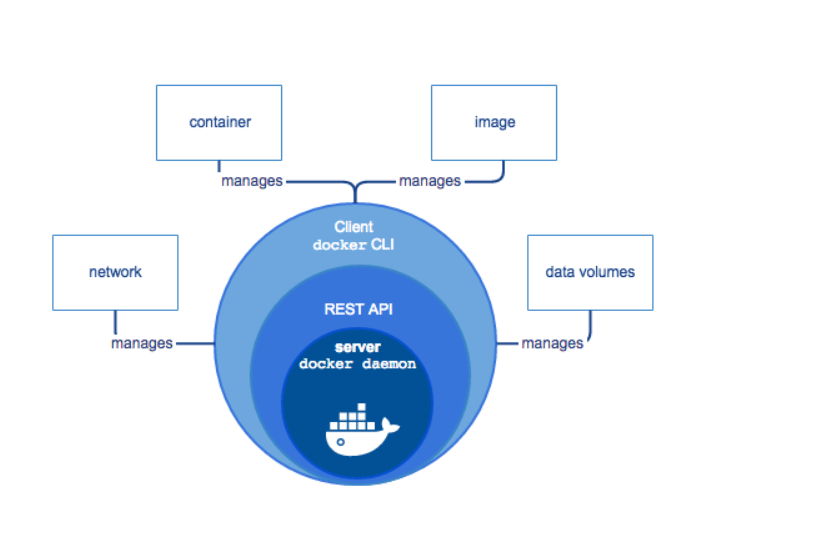 container
image
manages
manages
Client
docker CLI
network
data volumes
REST API
manages
manages
server
docker daemon